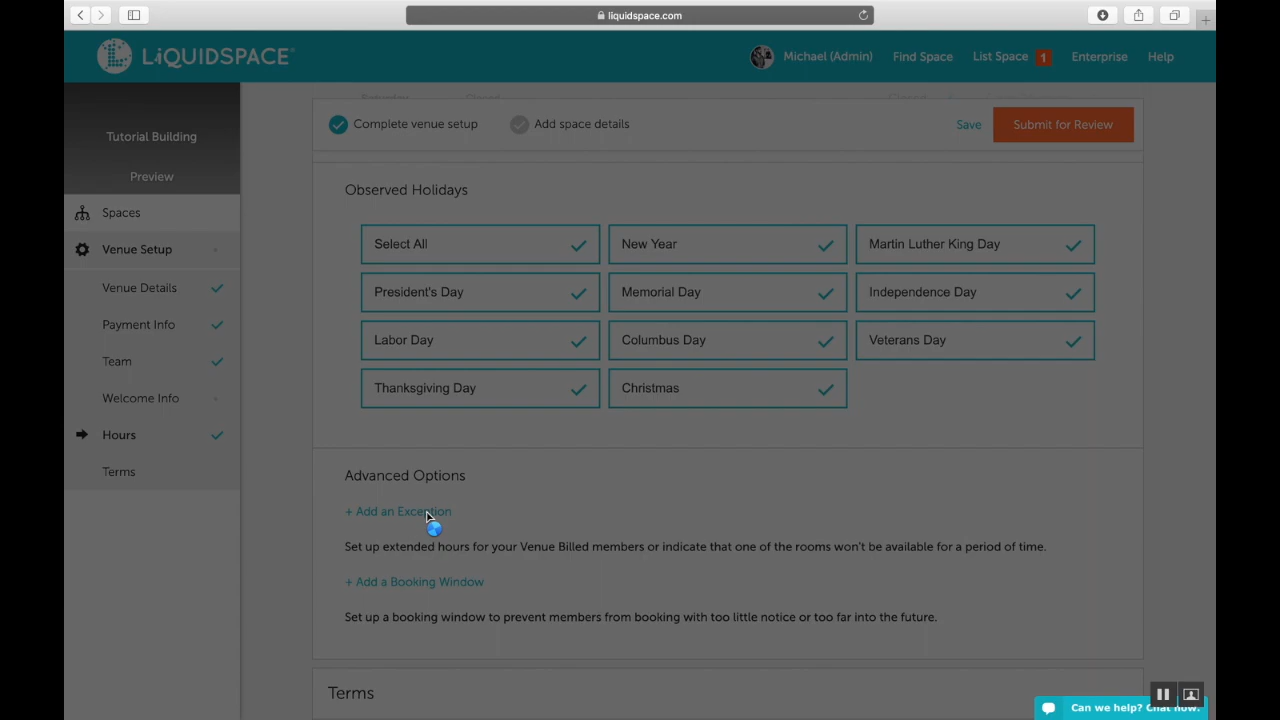 liquidspace.com
LiQUIDSPACE
Michael (Admin) Find Space List Space 1 Enterprise Help
Tutorial Building
Preview
Spaces
Venue Setup
Venue Details
Payment Info
Team
Welcome Info
Hours
Terms
Complete venue setup Add space details Save Submit for Review
Observed Holidays
Select All New Year Martin Luther King Day
President's Day Memorial Day Independence Day
Labor Day Columbus Day Veterans Day
Thanksgiving Day Christmas
Advanced Options
+ Add an Exception
Set up extended hours for your Venue Billed members or indicate that one of the rooms won't be available for a period of time.
+ Add a Booking Window
Set up a booking window to prevent members from booking with too little notice or too far into the future.
Terms
Can we help? Chat now.